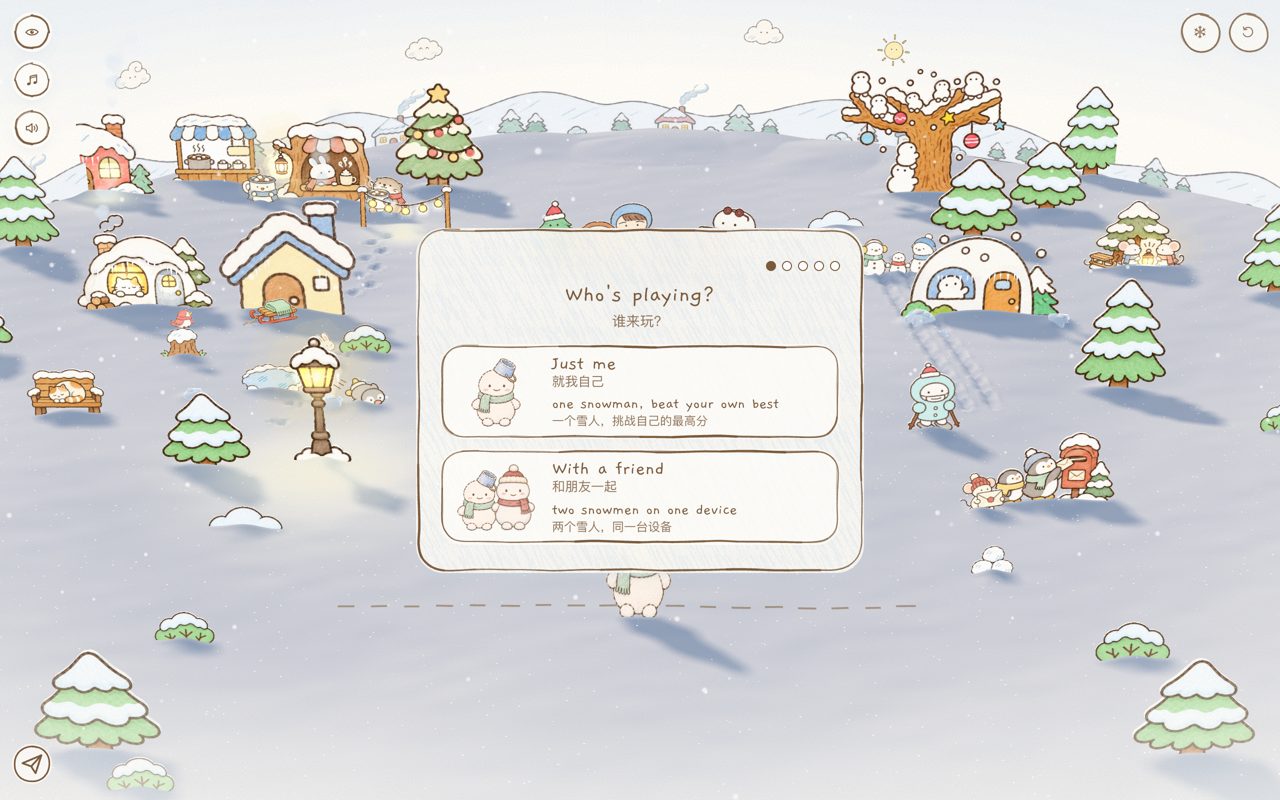 Who's playing?
谁来玩?
Just me
就我自己
one snowman, beat your own best
一个雪人，挑战自己的最高分
With a friend
和朋友一起
two snowmen on one device
两个雪人，同一台设备